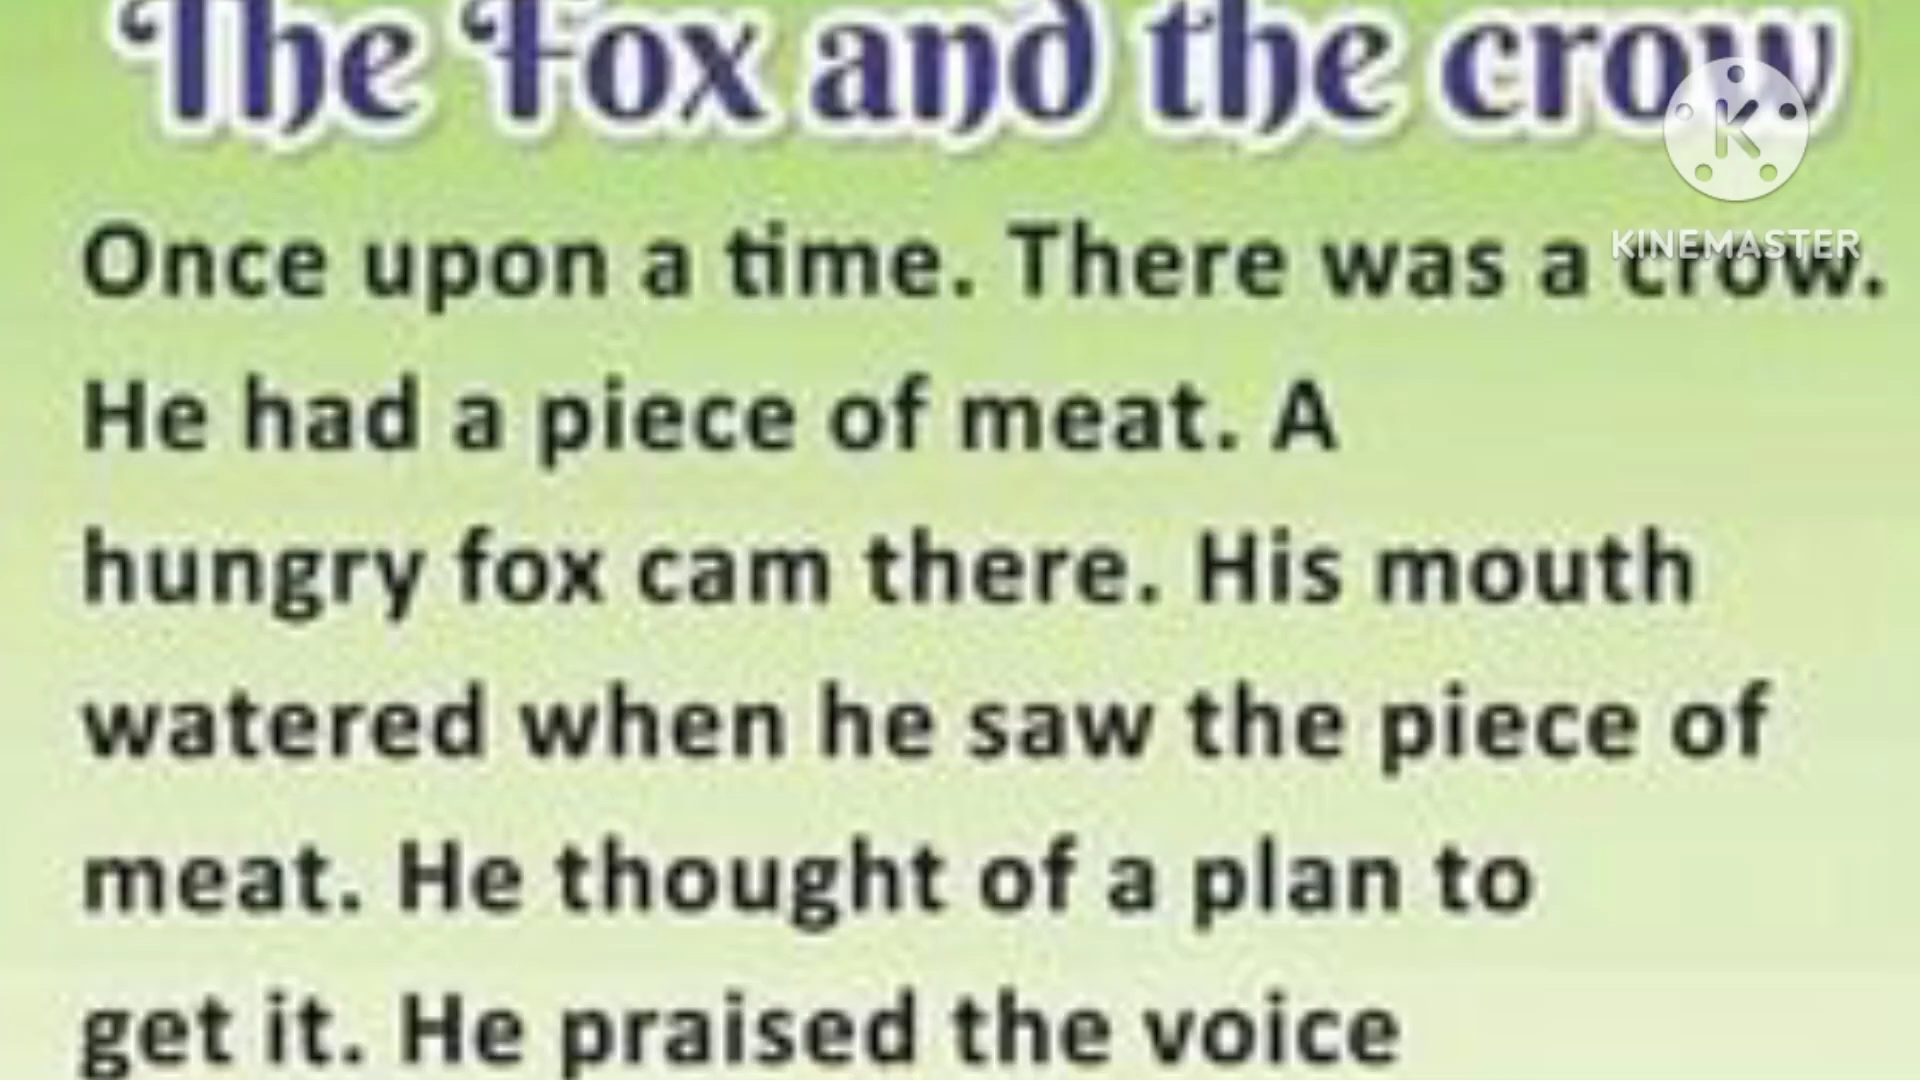 The Fox and the crow
K
KINEMASTER
Once upon a time. There was a crow.
He had a piece of meat. A
hungry fox cam there. His mouth
watered when he saw the piece of
meat. He thought of a plan to
get it. He praised the voice